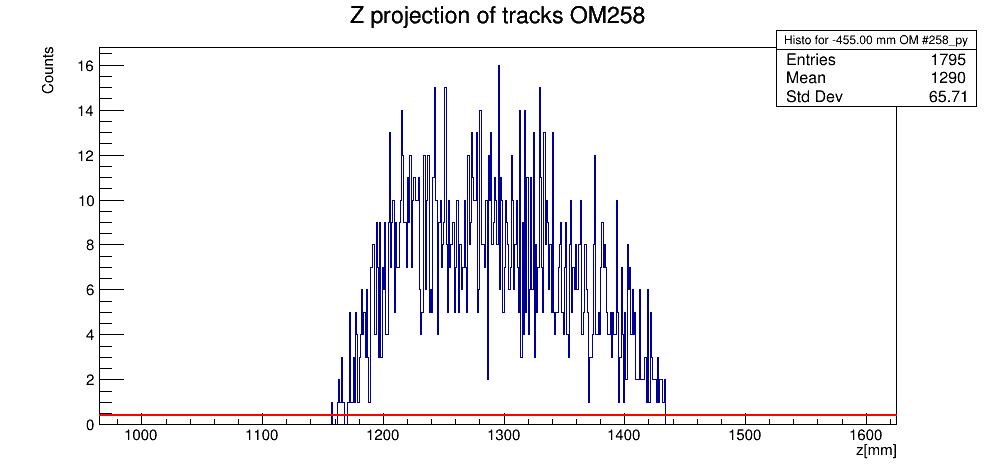 Z projection of tracks OM258
Histo for -455.00 mm OM #258_py
Entries 1795
Mean 1290
Std Dev 65.71
Counts
16
14
12
10
8
6
4
2
0
1000 1100 1200 1300 1400 1500 1600
z[mm]